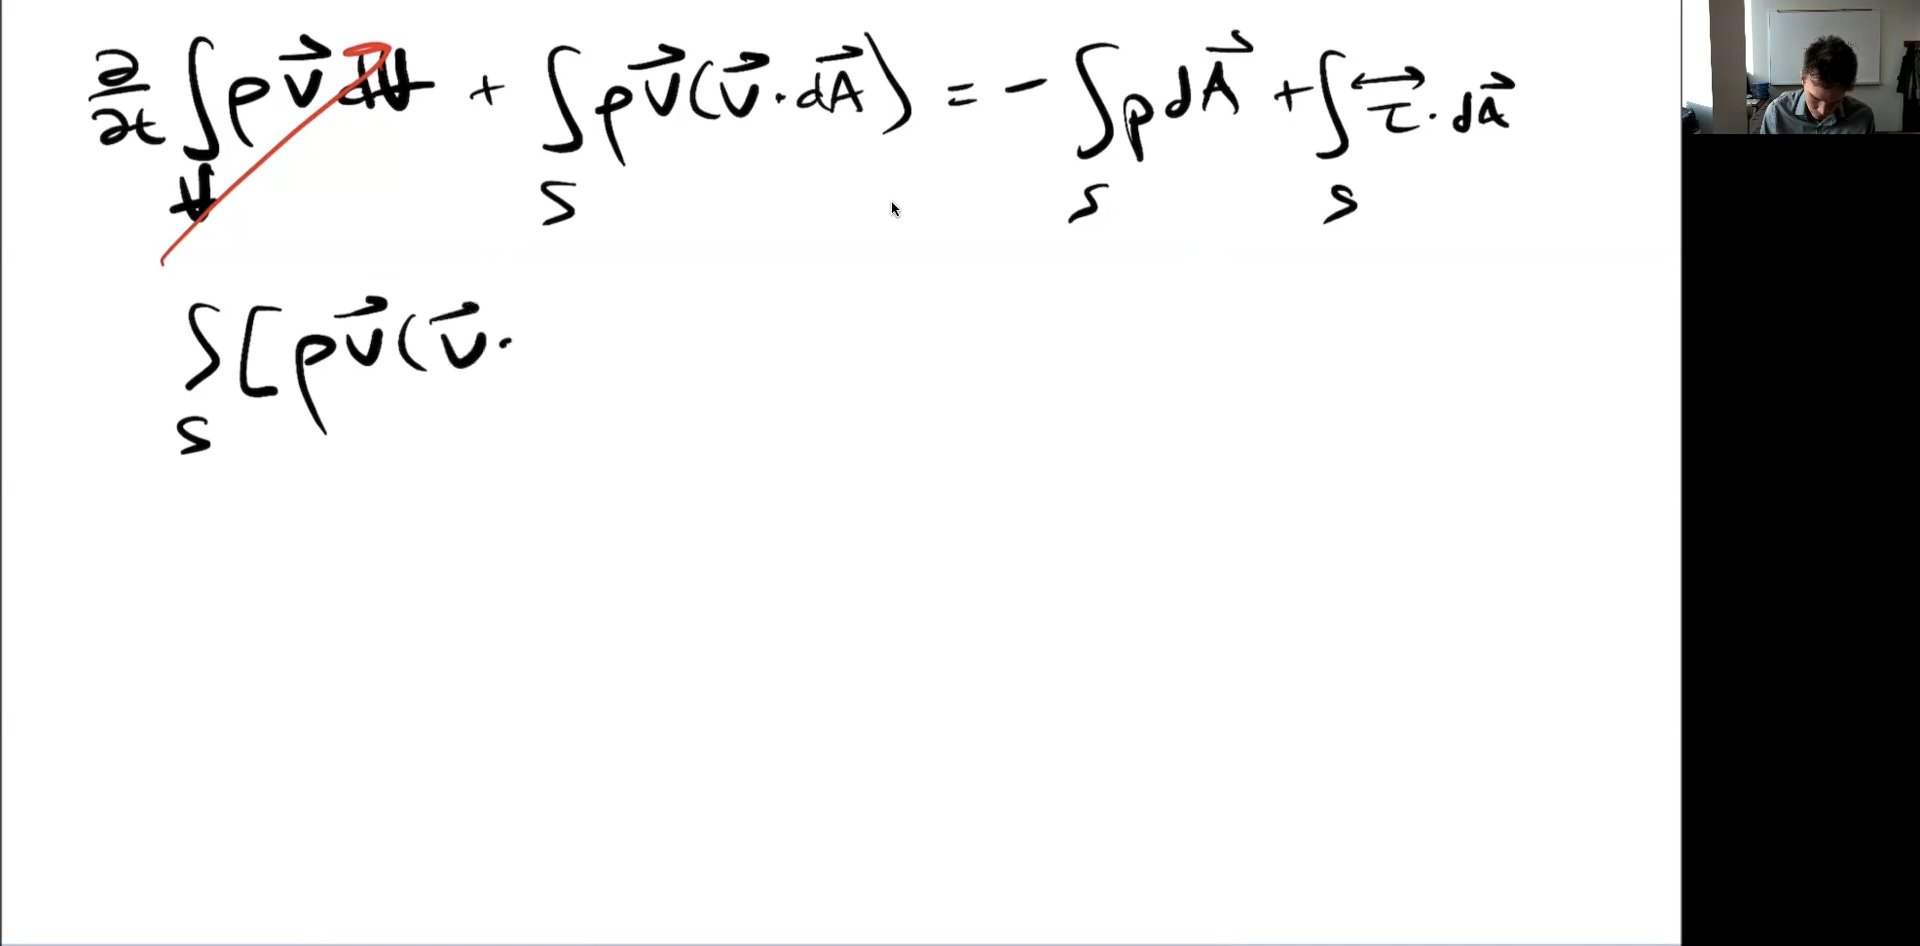 ∂/∂t ∫_V ρv⃗ dV + ∫_S ρv⃗(v⃗·dA⃗) = -∫_S p dA⃗ + ∫_S τ⃡·dA⃗
∫_S [ρv⃗(v⃗·